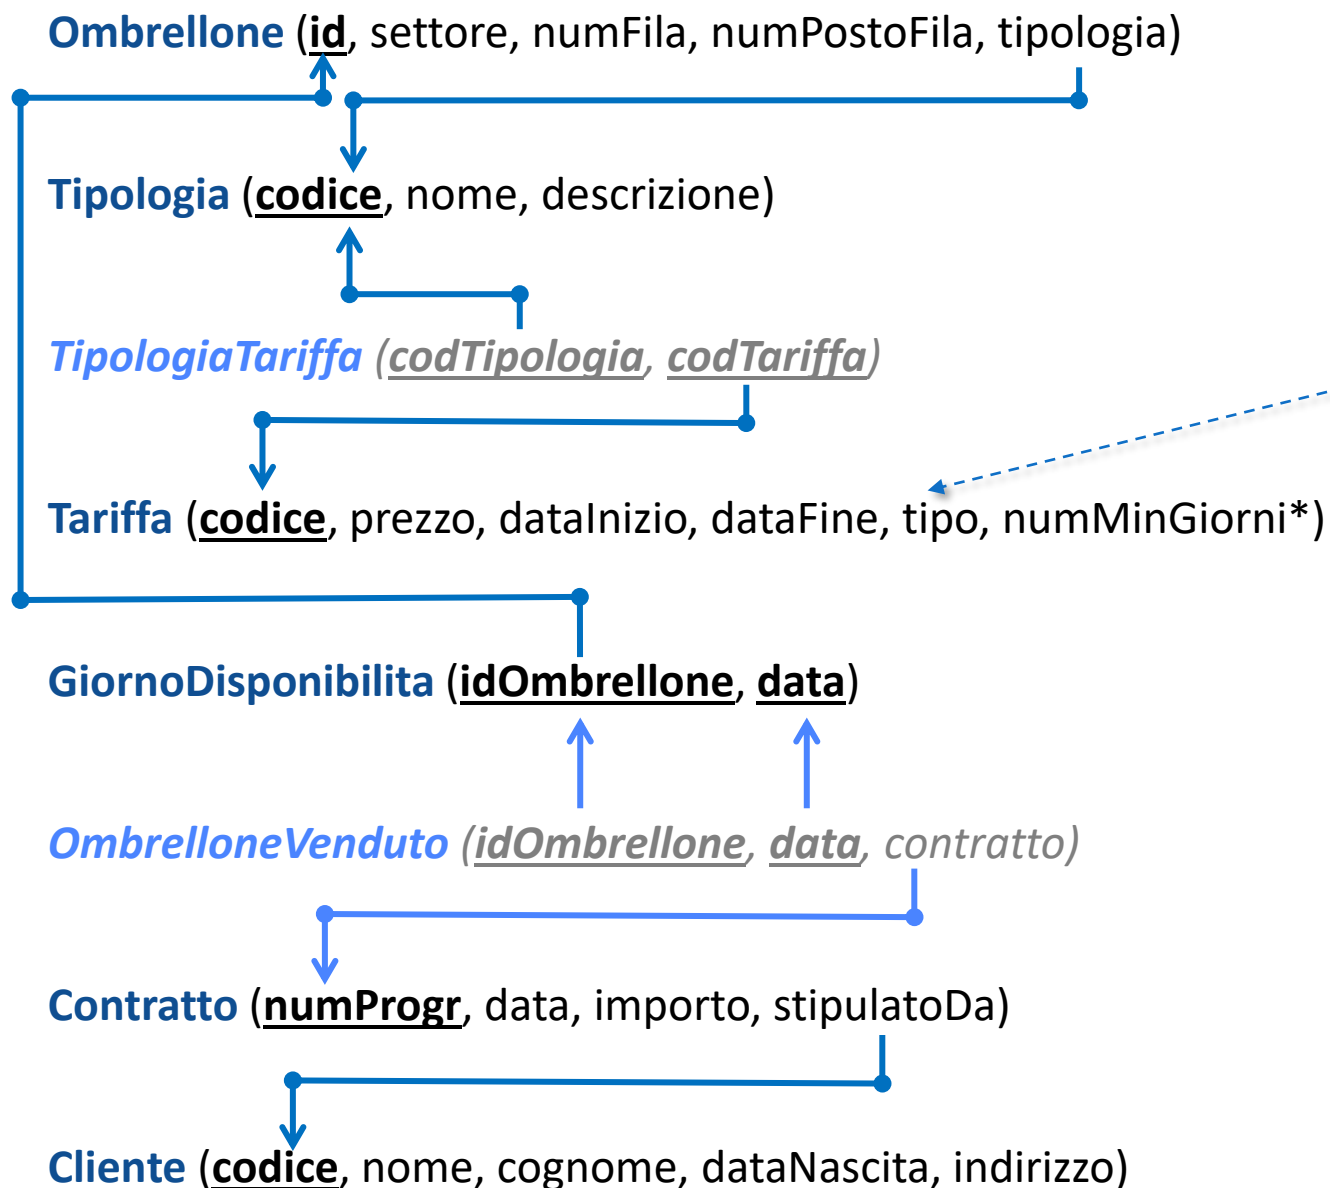 Ombrellone (id, settore, numFila, numPostoFila, tipologia)
Tipologia (codice, nome, descrizione)
TipologiaTariffa (codTipologia, codTariffa)
Tariffa (codice, prezzo, dataInizio, dataFine, tipo, numMinGiorni*)
GiornoDisponibilita (idOmbrellone, data)
OmbrelloneVenduto (idOmbrellone, data, contratto)
Contratto (numProgr, data, importo, stipulatoDa)
Cliente (codice, nome, cognome, dataNascita, indirizzo)